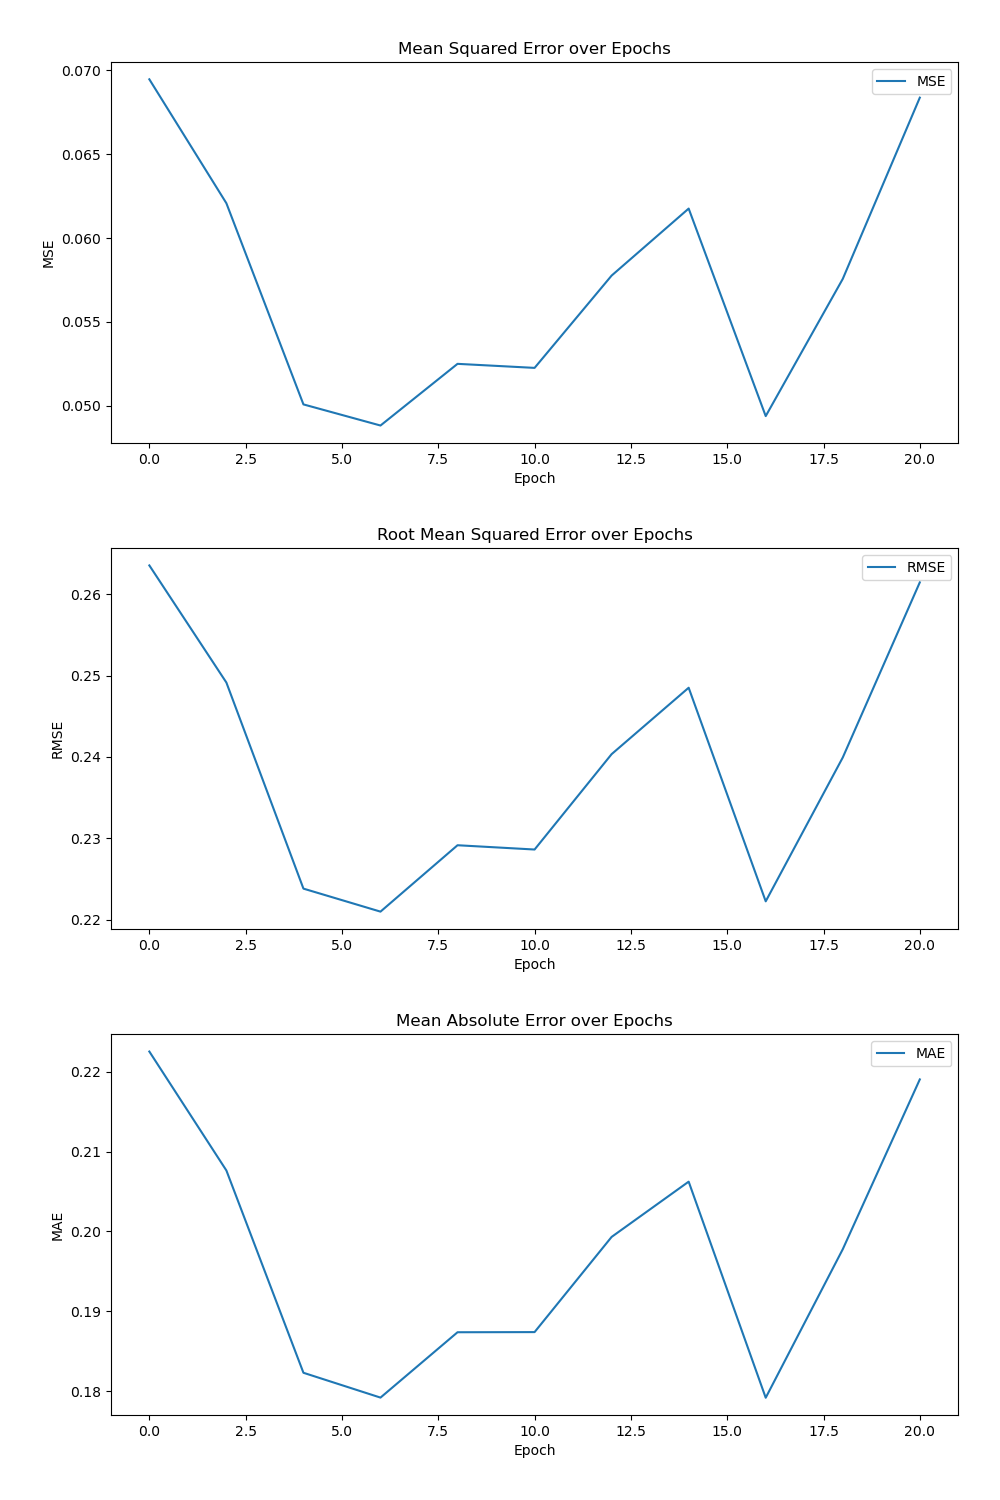 Mean Squared Error over Epochs
MSE
0.070
0.065
0.060
0.055
0.050
MSE
0.0 2.5 5.0 7.5 10.0 12.5 15.0 17.5 20.0
Epoch
Root Mean Squared Error over Epochs
RMSE
0.26
0.25
0.24
0.23
0.22
RMSE
0.0 2.5 5.0 7.5 10.0 12.5 15.0 17.5 20.0
Epoch
Mean Absolute Error over Epochs
MAE
0.22
0.21
0.20
0.19
0.18
MAE
0.0 2.5 5.0 7.5 10.0 12.5 15.0 17.5 20.0
Epoch